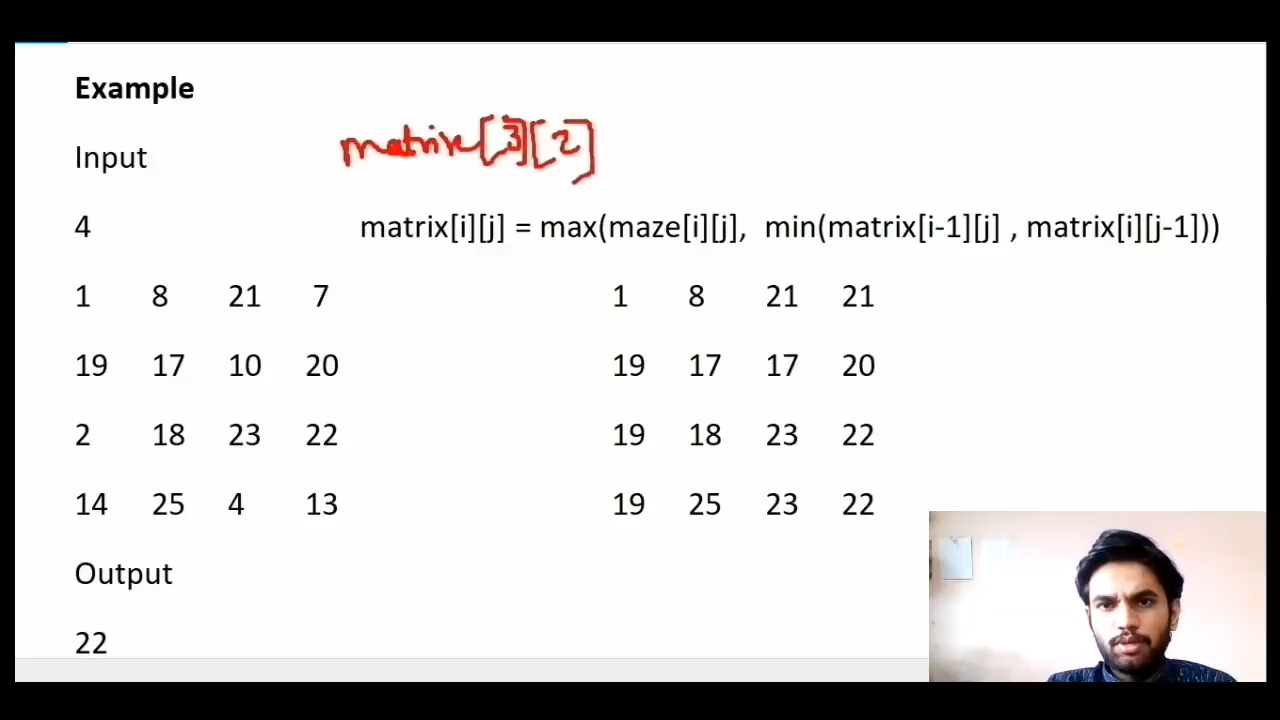 Example
Input
matrix[3][2]
4 matrix[i][j] = max(maze[i][j], min(matrix[i-1][j] , matrix[i][j-1]))
1 8 21 7 1 8 21 21
19 17 10 20 19 17 17 20
2 18 23 22 19 18 23 22
14 25 4 13 19 25 23 22
Output
22